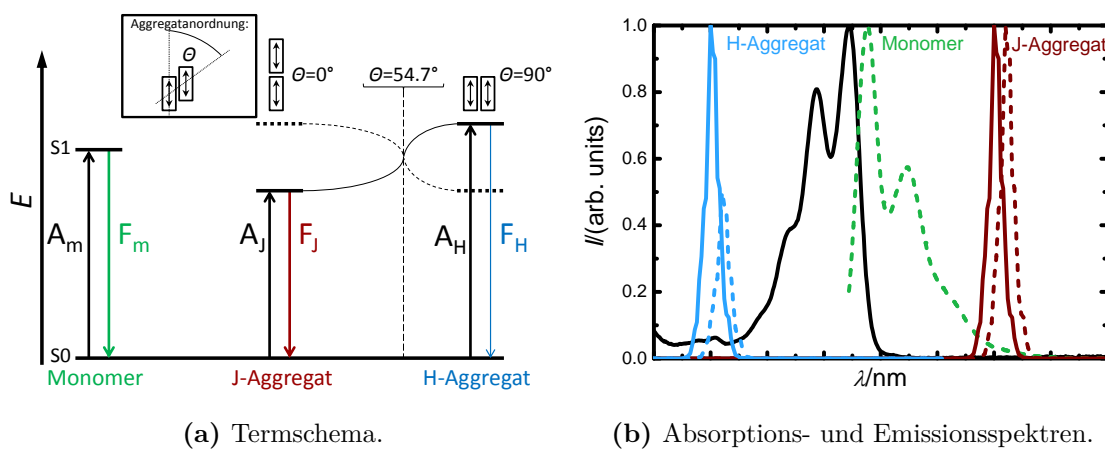 Aggregatanordnung:
Θ
Θ=0°
Θ=54.7°
Θ=90°
E
S1
S0
A_m
F_m
A_J
F_J
A_H
F_H
Monomer
J-Aggregat
H-Aggregat
(a) Termschema.
H-Aggregat
Monomer
J-Aggregat
I/(arb. units)
1.0
0.8
0.6
0.4
0.2
0.0
λ/nm
(b) Absorptions- und Emissionsspektren.